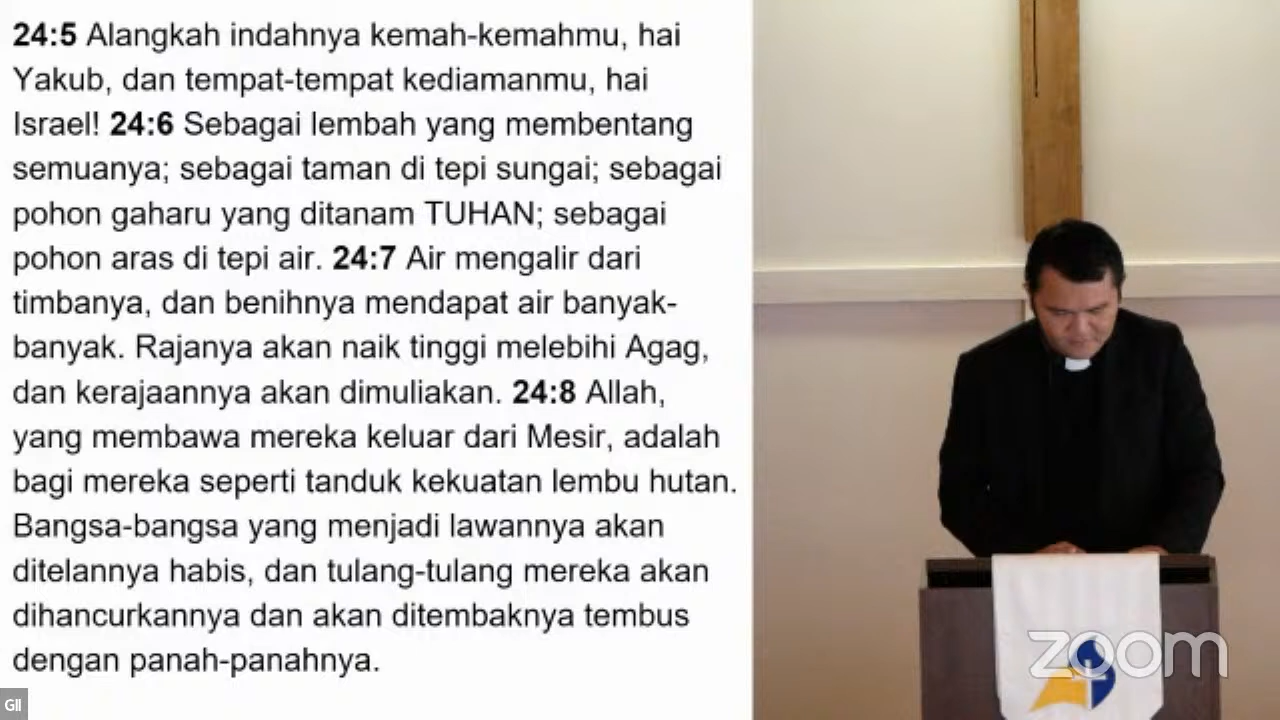 24:5 Alangkah indahnya kemah-kemahmu, hai
Yakub, dan tempat-tempat kediamanmu, hai
Israel! 24:6 Sebagai lembah yang membentang
semuanya; sebagai taman di tepi sungai; sebagai
pohon gaharu yang ditanam TUHAN; sebagai
pohon aras di tepi air. 24:7 Air mengalir dari
timbanya, dan benihnya mendapat air banyak-
banyak. Rajanya akan naik tinggi melebihi Agag,
dan kerajaannya akan dimuliakan. 24:8 Allah,
yang membawa mereka keluar dari Mesir, adalah
bagi mereka seperti tanduk kekuatan lembu hutan.
Bangsa-bangsa yang menjadi lawannya akan
ditelannya habis, dan tulang-tulang mereka akan
dihancurkannya dan akan ditembaknya tembus
dengan panah-panahnya.
GII
zoom